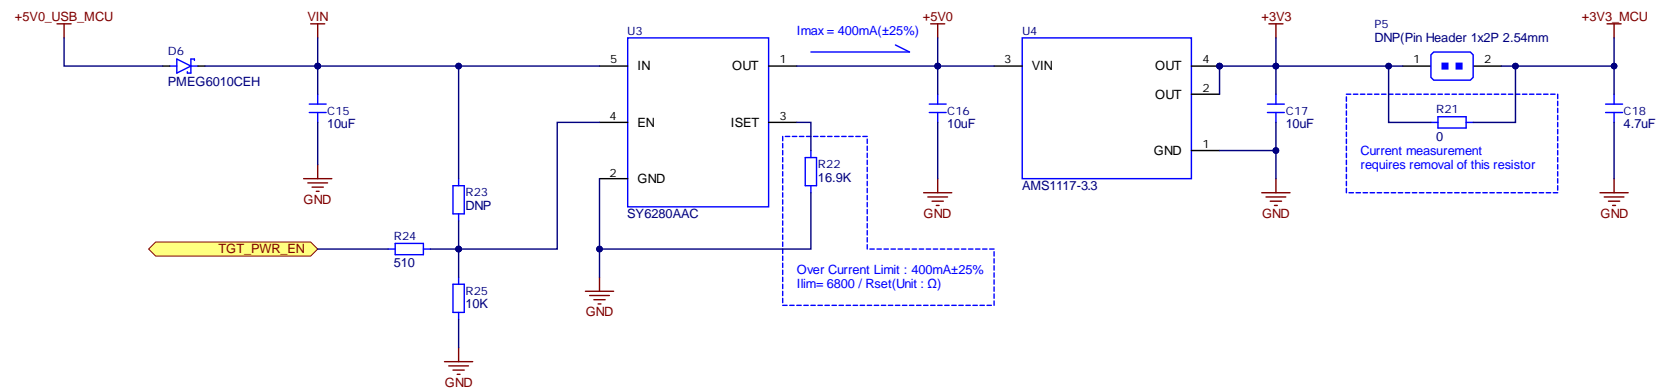 +5V0_USB_MCU
VIN
D6
PMEG6010CEH
C15
10uF
GND
R23
DNP
TGT_PWR_EN
R24
510
R25
10K
GND
U3
5
IN
OUT
1
4
EN
ISET
3
2
GND
SY6280AAC
GND
R22
16.9K
Over Current Limit : 400mA±25%
Ilim= 6800 / Rset(Unit : Ω)
Imax = 400mA(±25%)
+5V0
C16
10uF
GND
U4
3
VIN
OUT
4
OUT
2
GND
1
AMS1117-3.3
+3V3
C17
10uF
GND
P5
DNP(Pin Header 1x2P 2.54mm
1
2
R21
0
Current measurement
requires removal of this resistor
+3V3_MCU
C18
4.7uF
GND